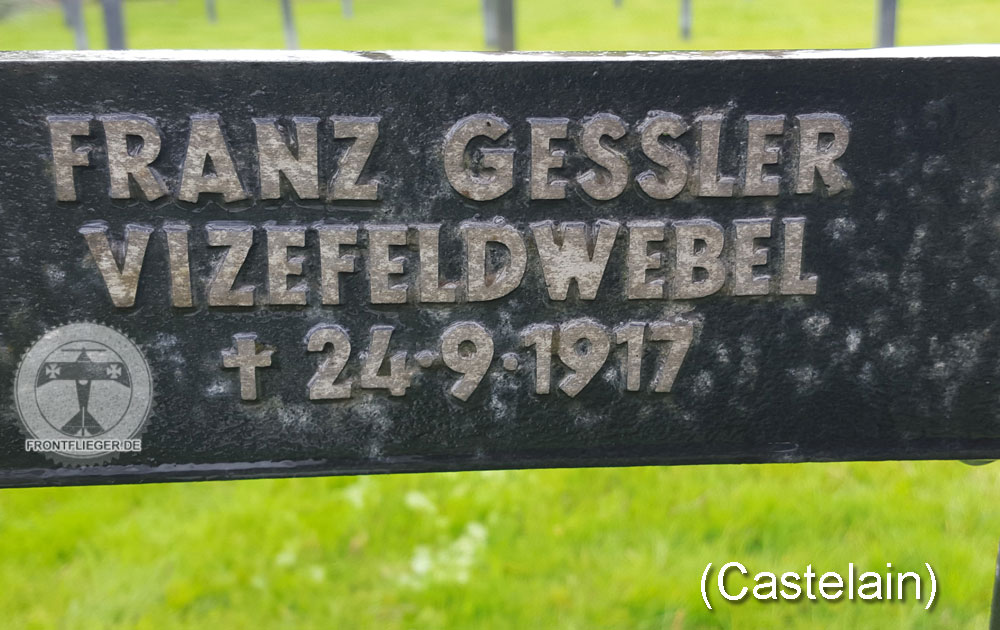 FRANZ GESSLER
VIZEFELDWEBEL
† 24·9·1917
FRONTFLIEGER.DE
(Castelain)